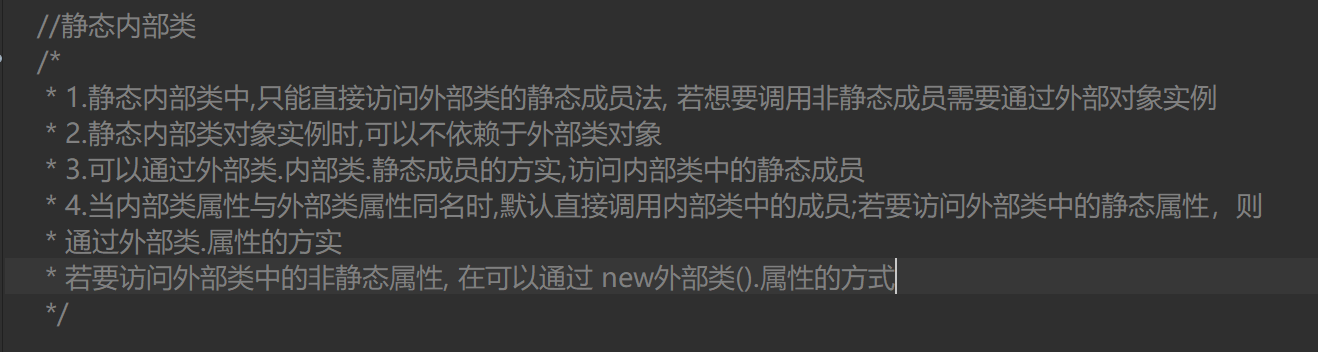 //静态内部类
/*
* 1.静态内部类中,只能直接访问外部类的静态成员法, 若想要调用非静态成员需要通过外部对象实例
* 2.静态内部类对象实例时,可以不依赖于外部类对象
* 3.可以通过外部类.内部类.静态成员的方实,访问内部类中的静态成员
* 4.当内部类属性与外部类属性同名时,默认直接调用内部类中的成员;若要访问外部类中的静态属性，则
* 通过外部类.属性的方实
* 若要访问外部类中的非静态属性, 在可以通过 new外部类().属性的方式
*/